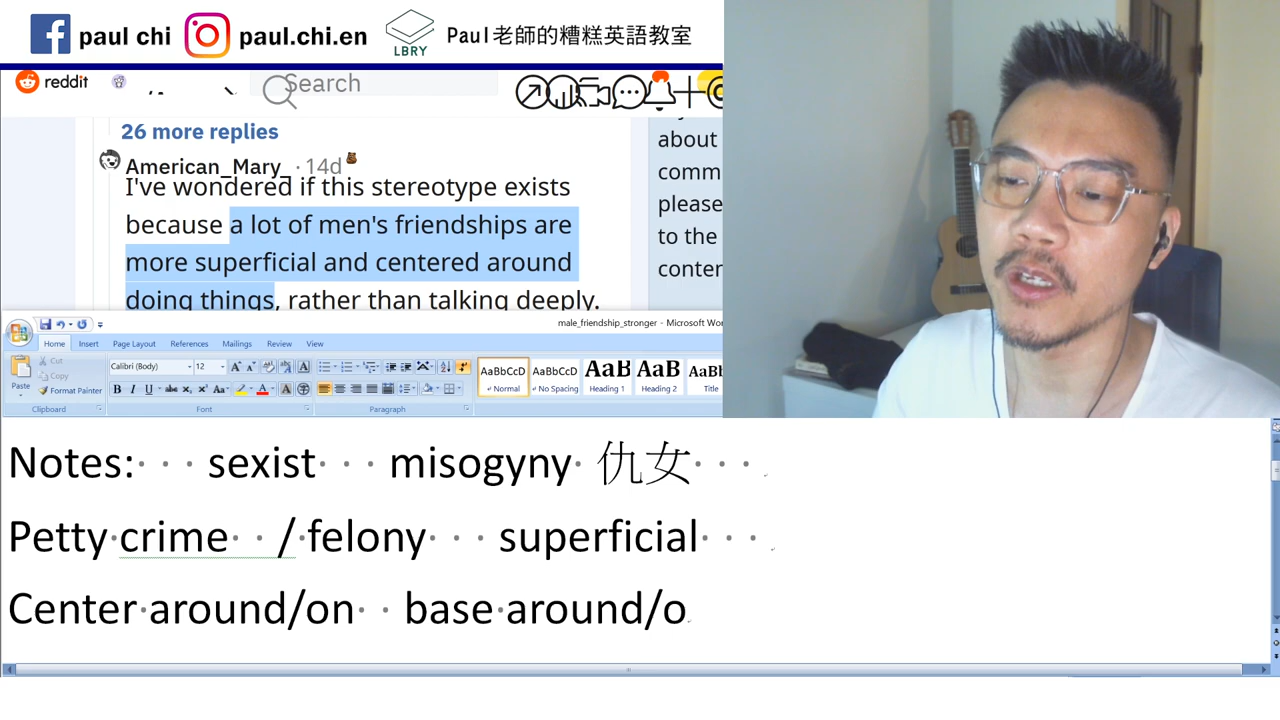 paul chi paul.chi.en LBRY Paul老師的糟糕英語教室
reddit Search
26 more replies
American_Mary_ · 14d
I've wondered if this stereotype exists
because a lot of men's friendships are
more superficial and centered around
doing things, rather than talking deeply.
about
comm
please
to the
conter
male_friendship_stronger - Microsoft Wor
Home Insert Page Layout References Mailings Review View
Paste Cut Copy Format Painter
Calibri (Body) 12
AaBbCcD AaBbCcD AaB AaB AaB
Normal No Spacing Heading 1 Heading 2 Title
Clipboard Font Paragraph
Notes: sexist misogyny 仇女
Petty crime / felony superficial
Center around/on base around/o